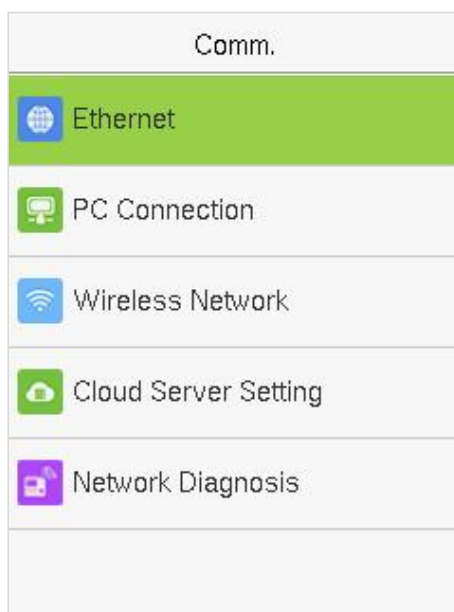 Comm.
Ethernet
PC Connection
Wireless Network
Cloud Server Setting
Network Diagnosis